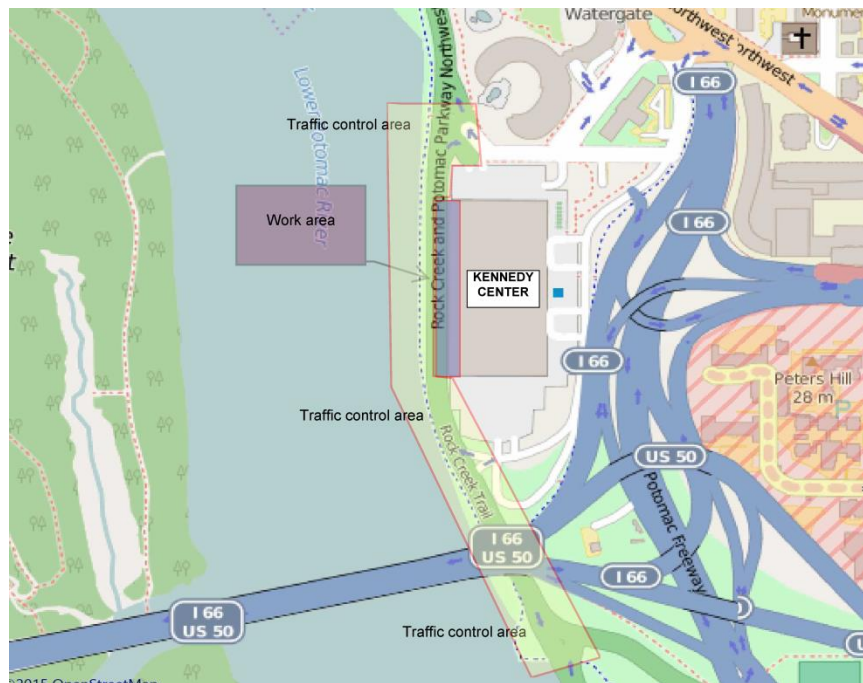 Watergate
Monumen
Northwest
orthwest
I 66
Traffic control area
Lower Potomac River
Rock Creek and Potomac Parkway Northwest
Work area
I 66
KENNEDY
CENTER
I 66
Peters Hill
28 m
P
Traffic control area
Rock Creek Trail
US 50
Potomac Freeway
I 66
US 50
I 66
I 66
US 50
Traffic control area
©2015 OpenStreetMap